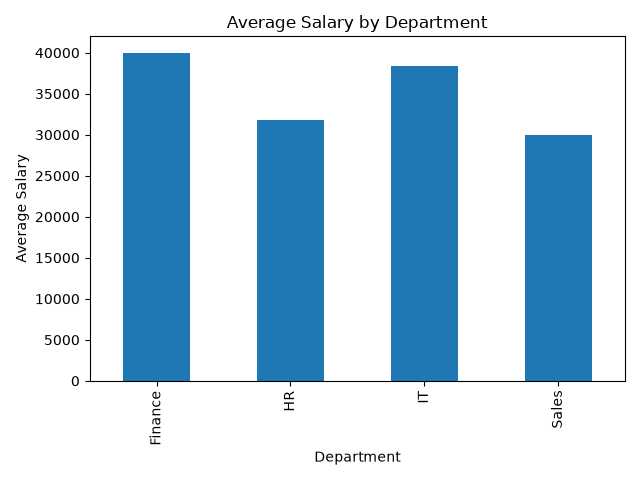 Average Salary by Department
40000
35000
30000
25000
20000
15000
10000
5000
0
Average Salary
Finance
HR
IT
Sales
Department